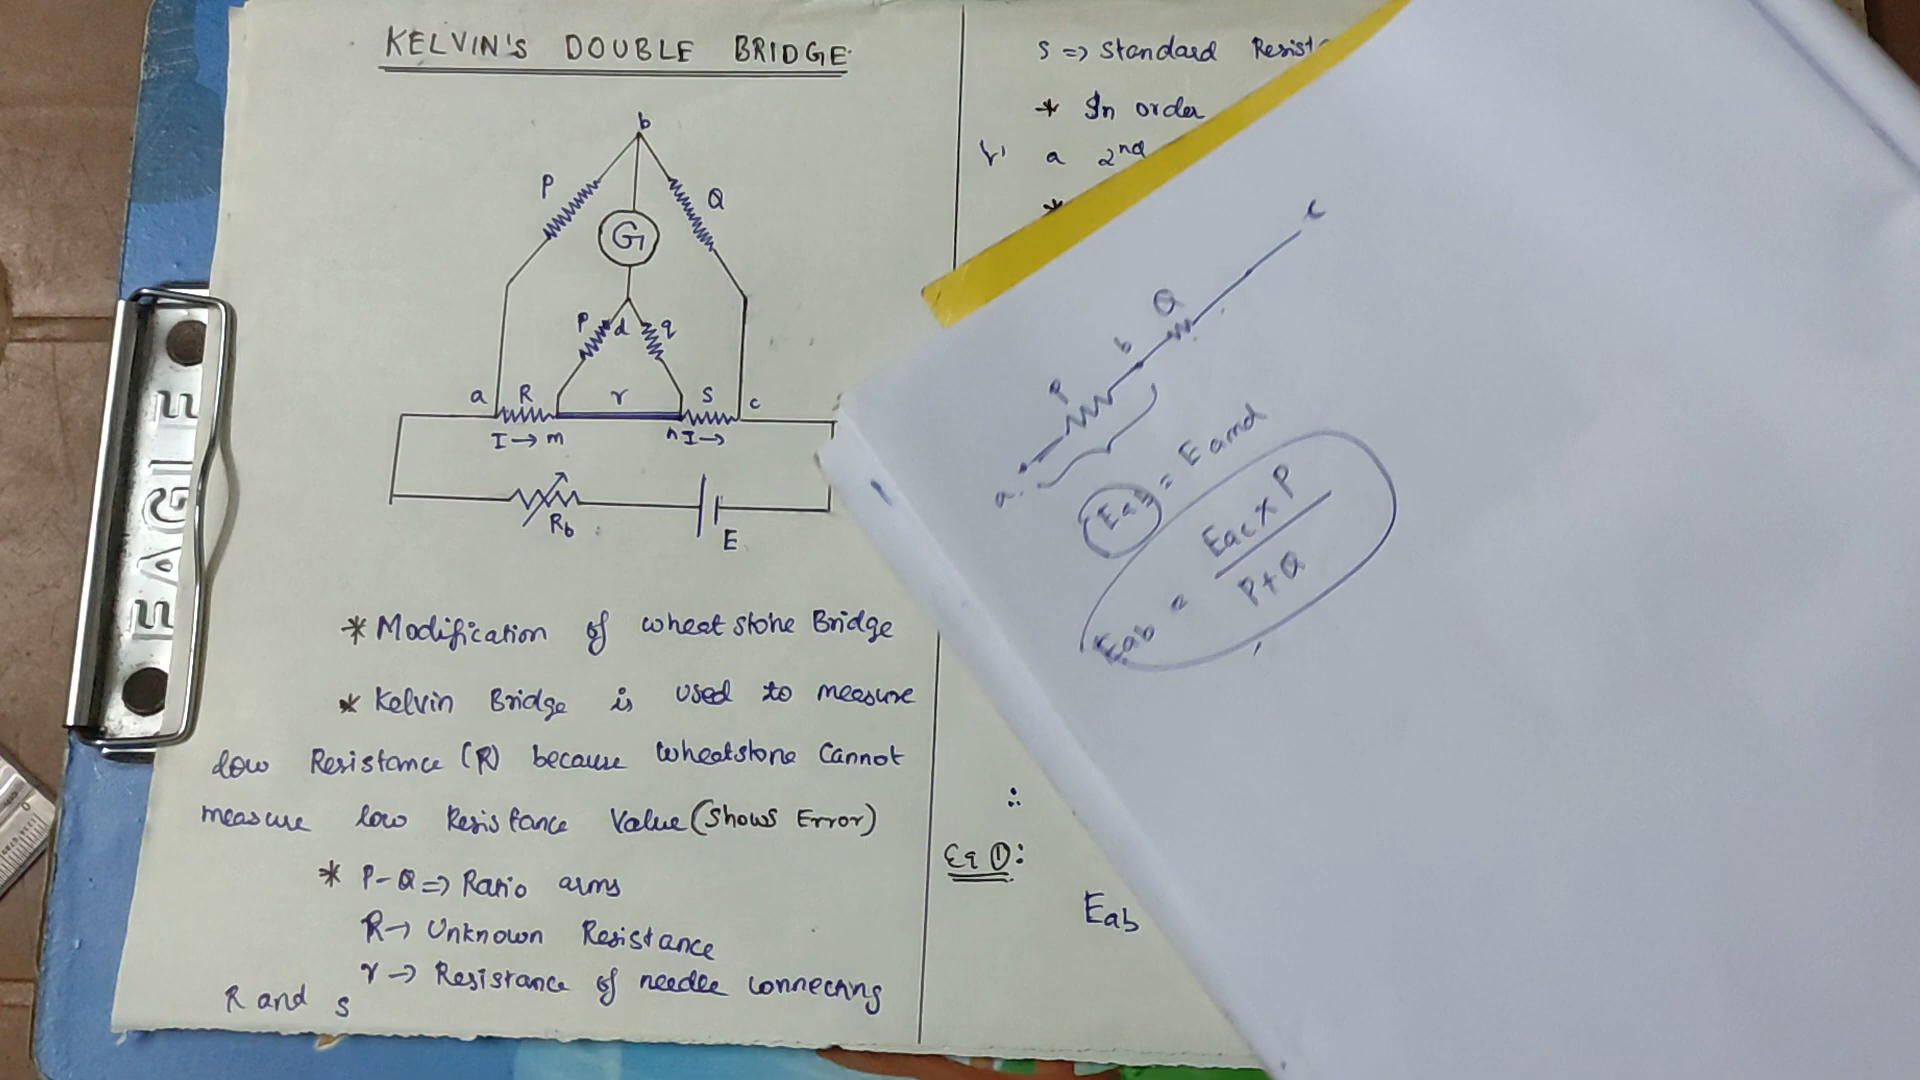 KELVIN'S DOUBLE BRIDGE
b
P
Q
G
P
d
q
a
R
r
S
c
I → m
n I →
Rb
E
* Modification of wheat stone Bridge
* Kelvin Bridge is used to measure
low Resistance (R) because wheatstone Cannot
measure low Resistance Value (Shows Error)
* P-Q => Ratio arms
R → Unknown Resistance
r → Resistance of needle connecting
R and S
S => Standard
* In order
a 2nd
*
∴
Eq ①:
Eab
c
Q
b
P
a
Eab = Eamd
Eab = Eac x P
P+Q
EAGLE